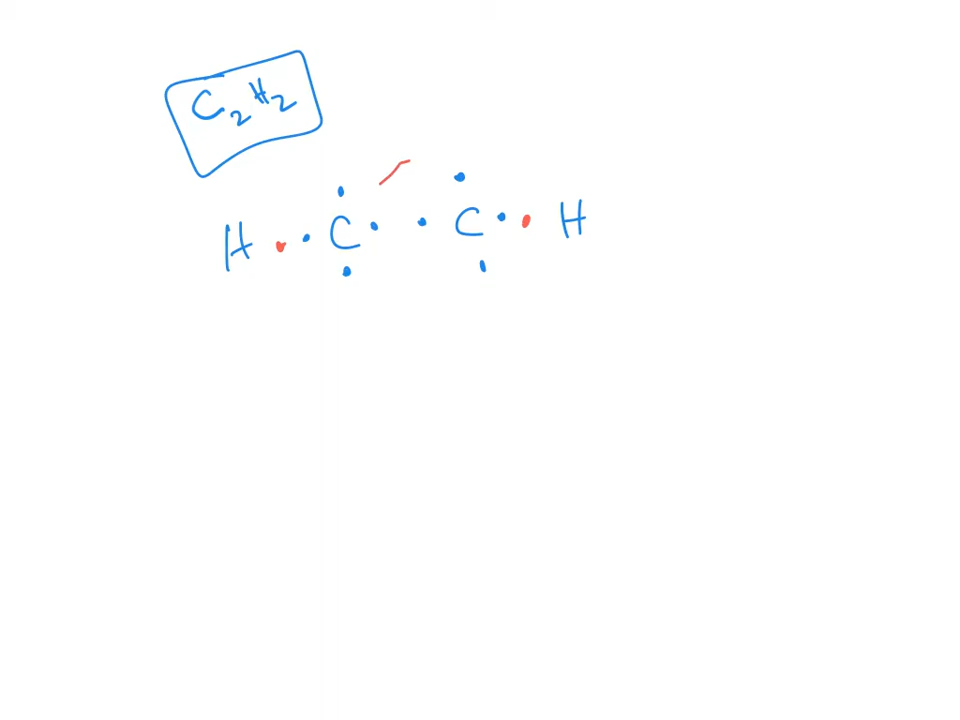 C₂H₂
H · · C · · C · · H